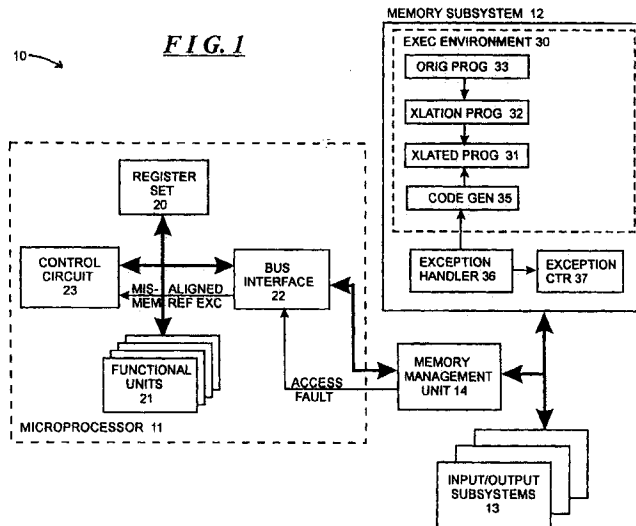 MEMORY SUBSYSTEM 12
FIG. 1
10
EXEC ENVIRONMENT 30
ORIG PROG 33
XLATION PROG 32
XLATED PROG 31
CODE GEN 35
EXCEPTION
HANDLER 36
EXCEPTION
CTR 37
REGISTER
SET
20
CONTROL
CIRCUIT
23
BUS
INTERFACE
22
MIS-ALIGNED
MEM REF EXC
FUNCTIONAL
UNITS
21
MICROPROCESSOR 11
ACCESS
FAULT
MEMORY
MANAGEMENT
UNIT 14
INPUT/OUTPUT
SUBSYSTEMS
13